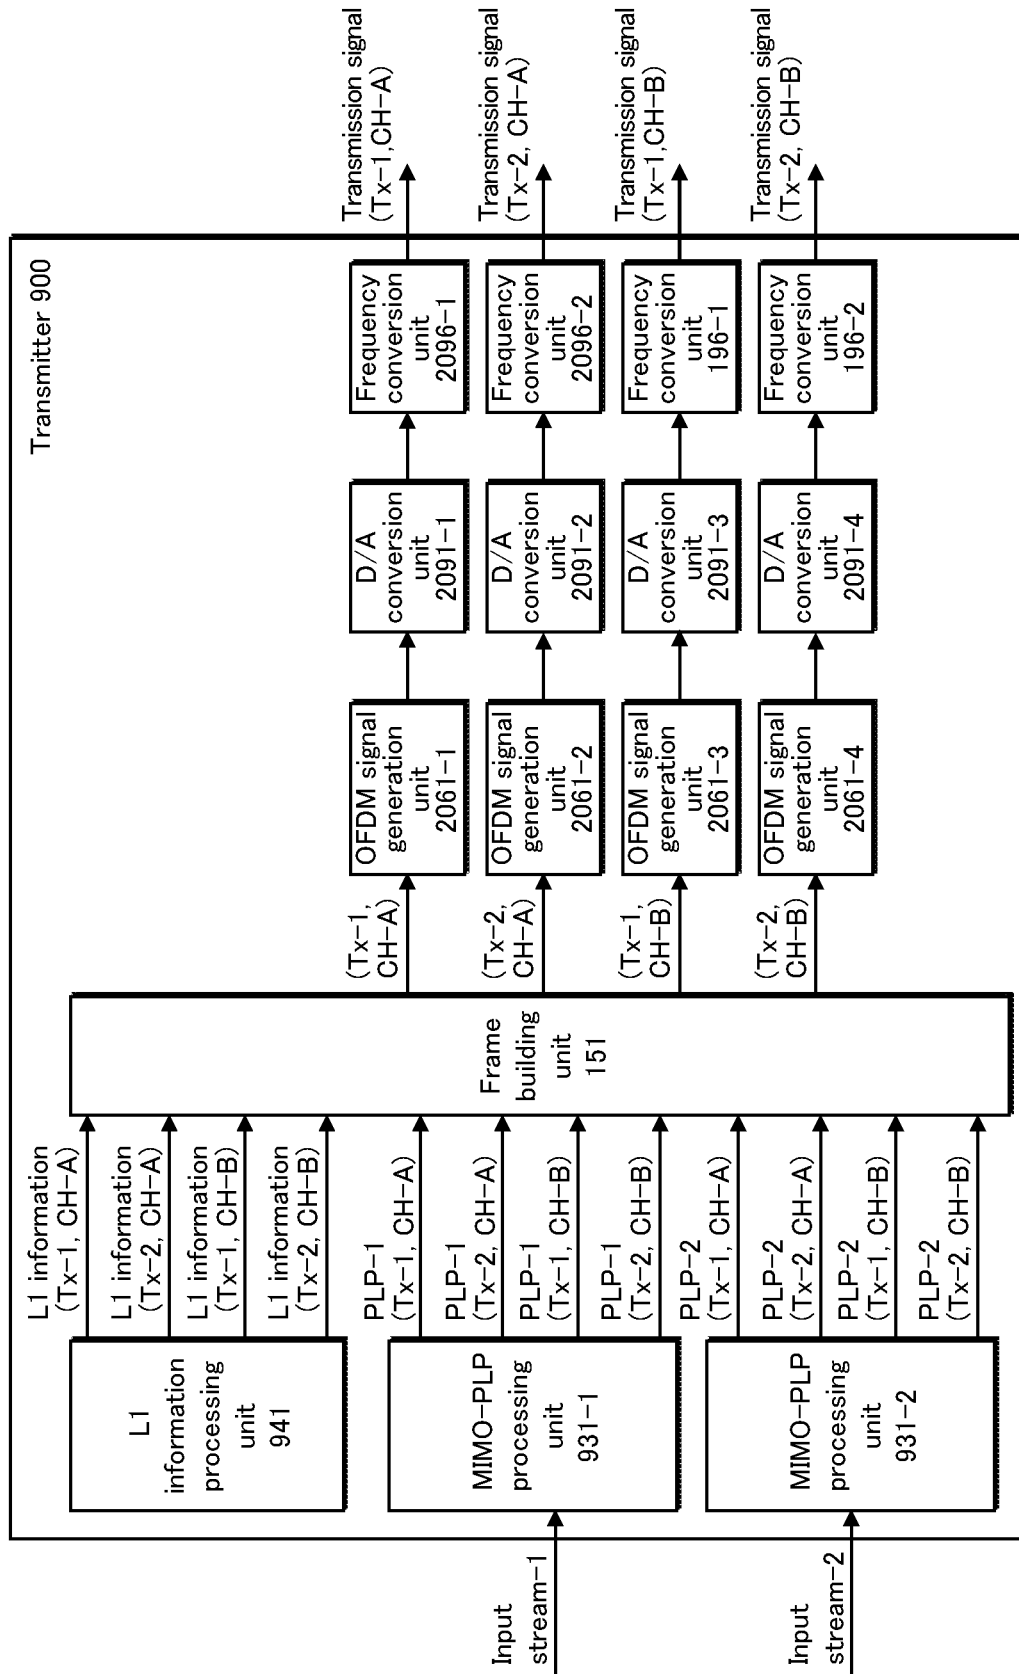 Transmitter 900
Input
stream-1
Input
stream-2
L1
information
processing
unit
941
MIMO-PLP
processing
unit
931-1
MIMO-PLP
processing
unit
931-2
L1 information
(Tx-1, CH-A)
L1 information
(Tx-2, CH-A)
L1 information
(Tx-1, CH-B)
L1 information
(Tx-2, CH-B)
PLP-1
(Tx-1, CH-A)
PLP-1
(Tx-2, CH-A)
PLP-1
(Tx-1, CH-B)
PLP-1
(Tx-2, CH-B)
PLP-2
(Tx-1, CH-A)
PLP-2
(Tx-2, CH-A)
PLP-2
(Tx-1, CH-B)
PLP-2
(Tx-2, CH-B)
Frame
building
unit
151
(Tx-1,
CH-A)
(Tx-2,
CH-A)
(Tx-1,
CH-B)
(Tx-2,
CH-B)
OFDM signal
generation
unit
2061-1
OFDM signal
generation
unit
2061-2
OFDM signal
generation
unit
2061-3
OFDM signal
generation
unit
2061-4
D/A
conversion
unit
2091-1
D/A
conversion
unit
2091-2
D/A
conversion
unit
2091-3
D/A
conversion
unit
2091-4
Frequency
conversion
unit
2096-1
Frequency
conversion
unit
2096-2
Frequency
conversion
unit
196-1
Frequency
conversion
unit
196-2
Transmission signal
(Tx-1,CH-A)
Transmission signal
(Tx-2, CH-A)
Transmission signal
(Tx-1,CH-B)
Transmission signal
(Tx-2, CH-B)